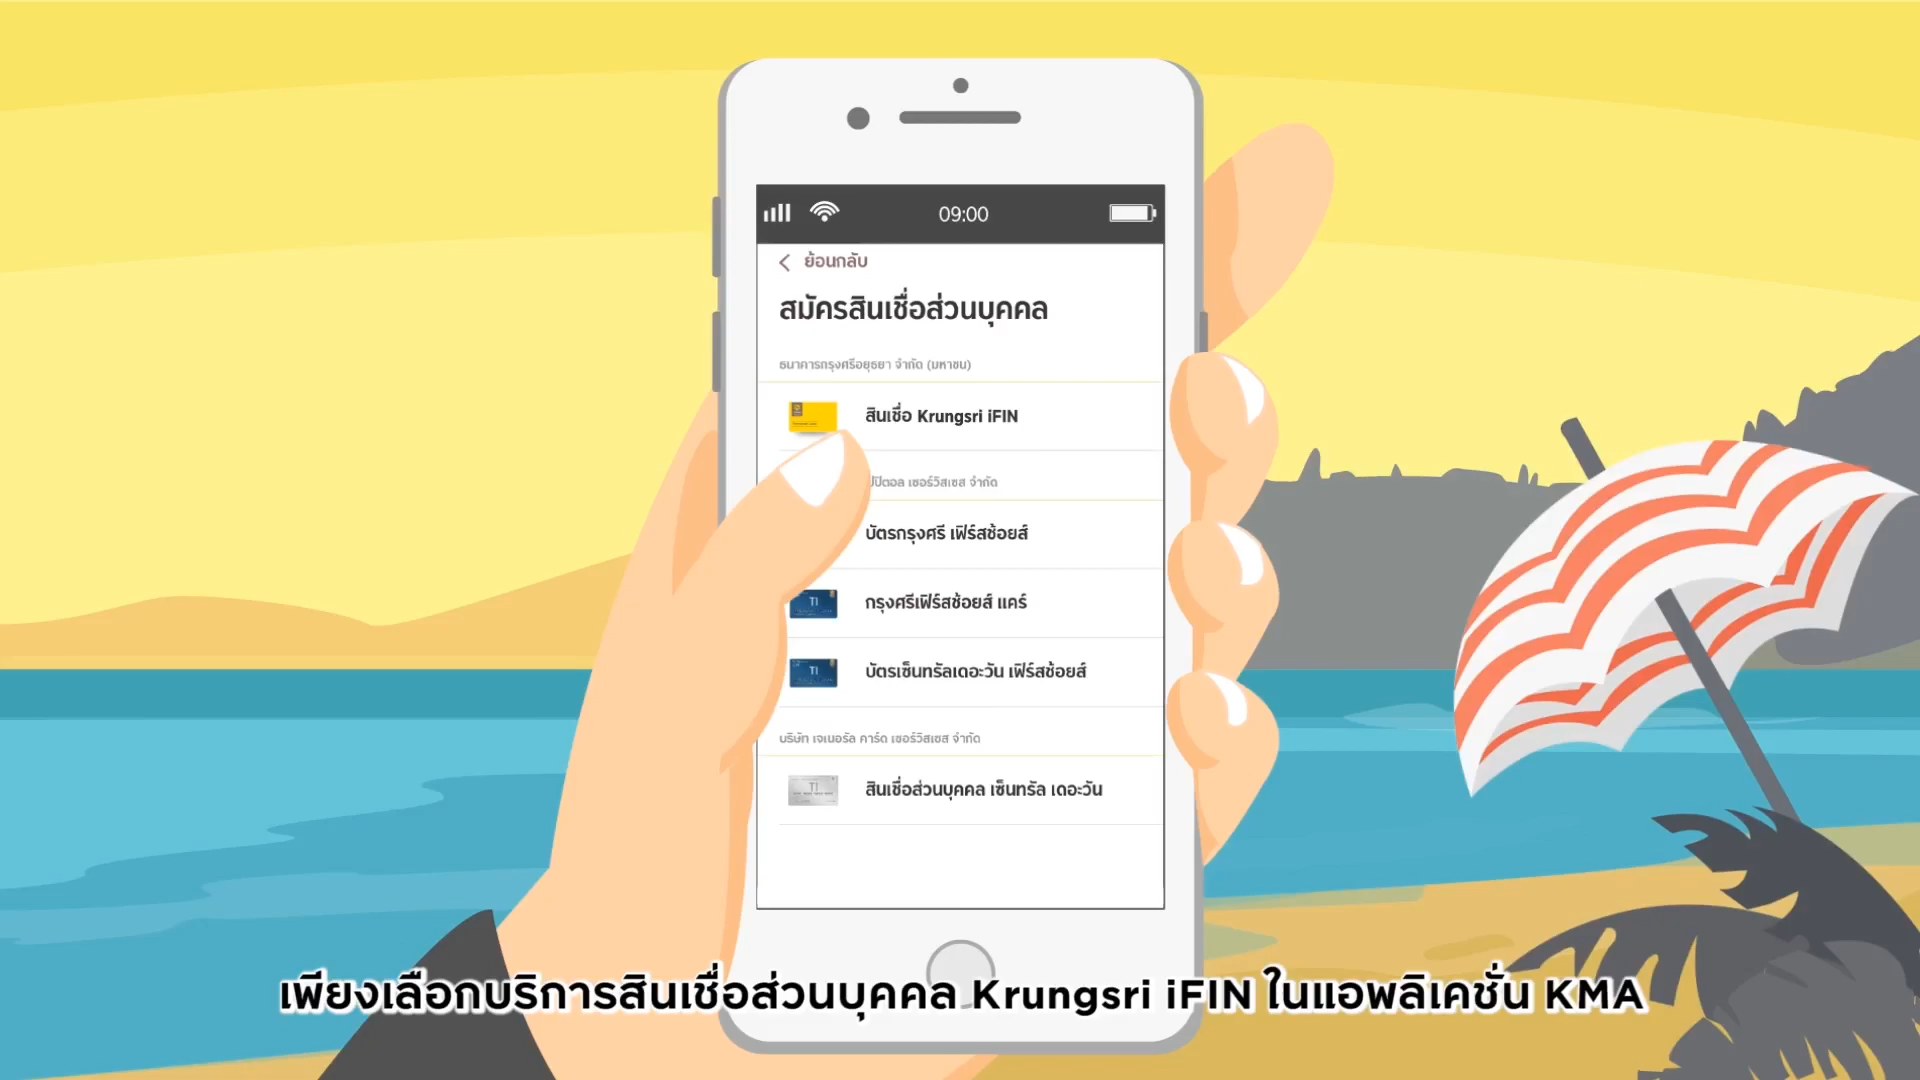 09:00
ย้อนกลับ
สมัครสินเชื่อส่วนบุคคล
ธนาคารกรุงศรีอยุธยา จำกัด (มหาชน)
สินเชื่อ Krungsri iFIN
เซอร์วิสเซส จำกัด
บัตรกรุงศรี เฟิร์สช้อยส์
กรุงศรีเฟิร์สช้อยส์ แคร์
บัตรเซ็นทรัลเดอะวัน เฟิร์สช้อยส์
บริษัท เจเนอรัล คาร์ด เซอร์วิสเซส จำกัด
สินเชื่อส่วนบุคคล เซ็นทรัล เดอะวัน
เพียงเลือกบริการสินเชื่อส่วนบุคคล Krungsri iFIN ในแอพลิเคชั่น KMA